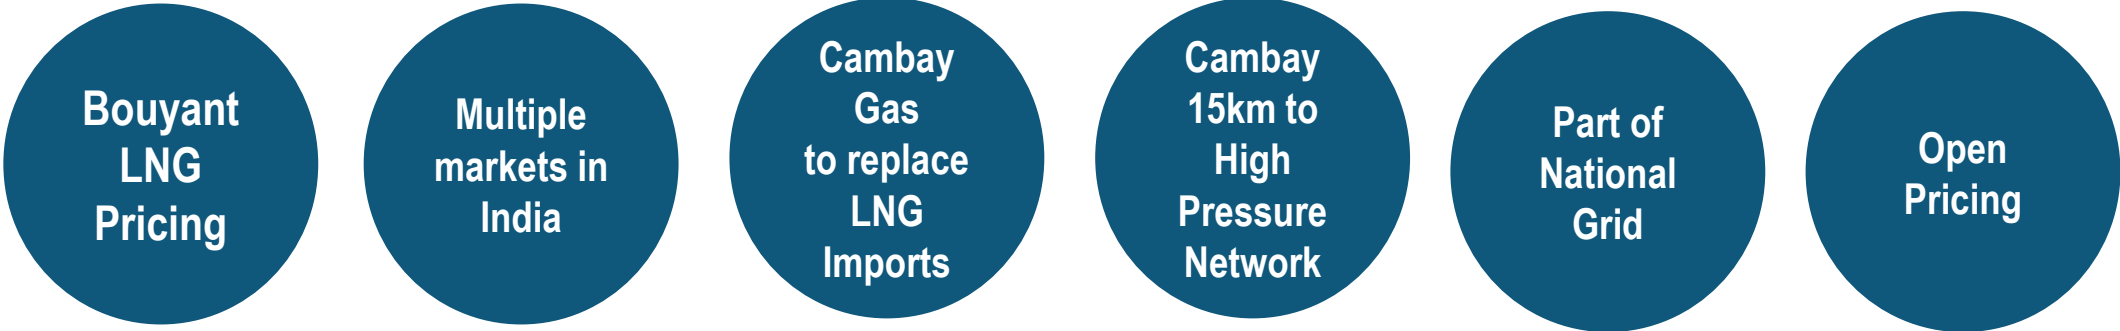 Bouyant
LNG
Pricing
Multiple
markets in
India
Cambay
Gas
to replace
LNG
Imports
Cambay
15km to
High
Pressure
Network
Part of
National
Grid
Open
Pricing